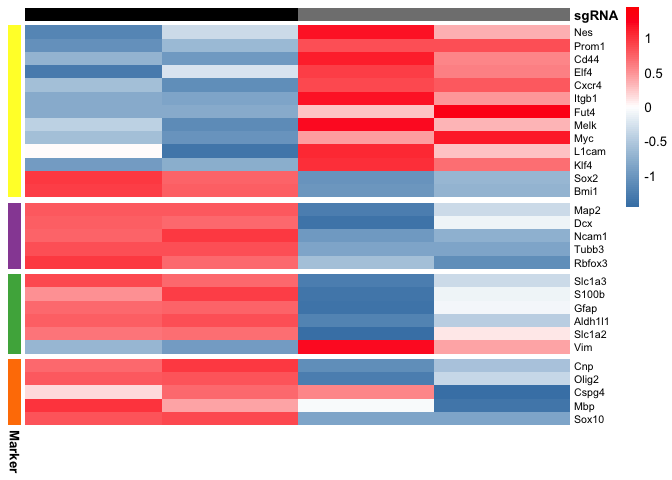 sgRNA
Nes
Prom1
Cd44
Elf4
Cxcr4
Itgb1
Fut4
Melk
Myc
L1cam
Klf4
Sox2
Bmi1
Map2
Dcx
Ncam1
Tubb3
Rbfox3
Slc1a3
S100b
Gfap
Aldh1l1
Slc1a2
Vim
Cnp
Olig2
Cspg4
Mbp
Sox10
1
0.5
0
-0.5
-1
Marker